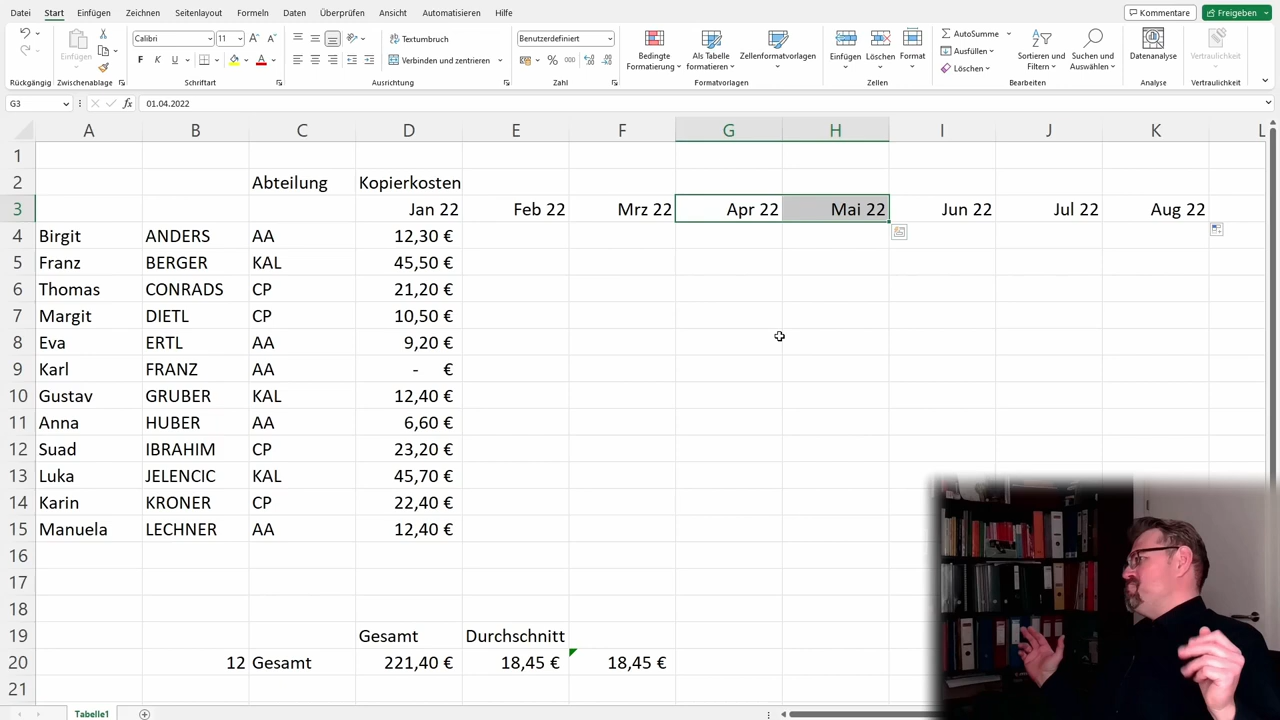 Datei Start Einfügen Zeichnen Seitenlayout Formeln Daten Überprüfen Ansicht Automatisieren Hilfe Kommentare Freigeben
Einfügen Calibri 11 Textumbruch Benutzerdefiniert Bedingte Formatierung Als Tabelle formatieren Zellenformatvorlagen Einfügen Löschen Format AutoSumme Ausfüllen Löschen Sortieren und Filtern Suchen und Auswählen Datenanalyse Vertraulichkeit
F K U A Verbinden und zentrieren % 000
Rückgängig Zwischenablage Schriftart Ausrichtung Zahl Formatvorlagen Zellen Bearbeiten Analyse Vertraulichkeit
G3 fx 01.04.2022
A B C D E F G H I J K L
1
2 Abteilung Kopierkosten
3 Jan 22 Feb 22 Mrz 22 Apr 22 Mai 22 Jun 22 Jul 22 Aug 22
4 Birgit ANDERS AA 12,30 €
5 Franz BERGER KAL 45,50 €
6 Thomas CONRADS CP 21,20 €
7 Margit DIETL CP 10,50 €
8 Eva ERTL AA 9,20 €
9 Karl FRANZ AA - €
10 Gustav GRUBER KAL 12,40 €
11 Anna HUBER AA 6,60 €
12 Suad IBRAHIM CP 23,20 €
13 Luka JELENCIC KAL 45,70 €
14 Karin KRONER CP 22,40 €
15 Manuela LECHNER AA 12,40 €
16
17
18
19 Gesamt Durchschnitt
20 12 Gesamt 221,40 € 18,45 € 18,45 €
21
Tabelle1